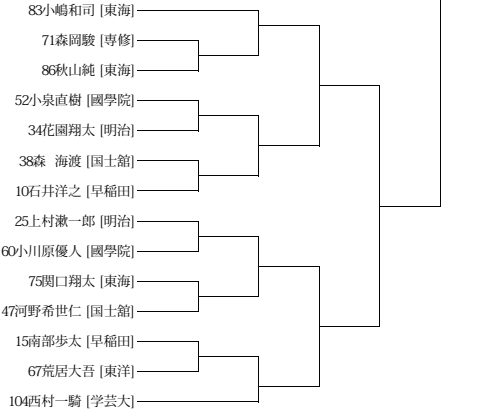 83小嶋和司 [東海]
71森岡駿 [専修]
86秋山純 [東海]
52小泉直樹 [國學院]
34花園翔太 [明治]
38森 海渡 [国士舘]
10石井洋之 [早稲田]
25上村漱一郎 [明治]
60小川原優人 [國學院]
75関口翔太 [東海]
47河野希世仁 [国士舘]
15南部歩太 [早稲田]
67荒居大吾 [東洋]
104西村一騎 [学芸大]